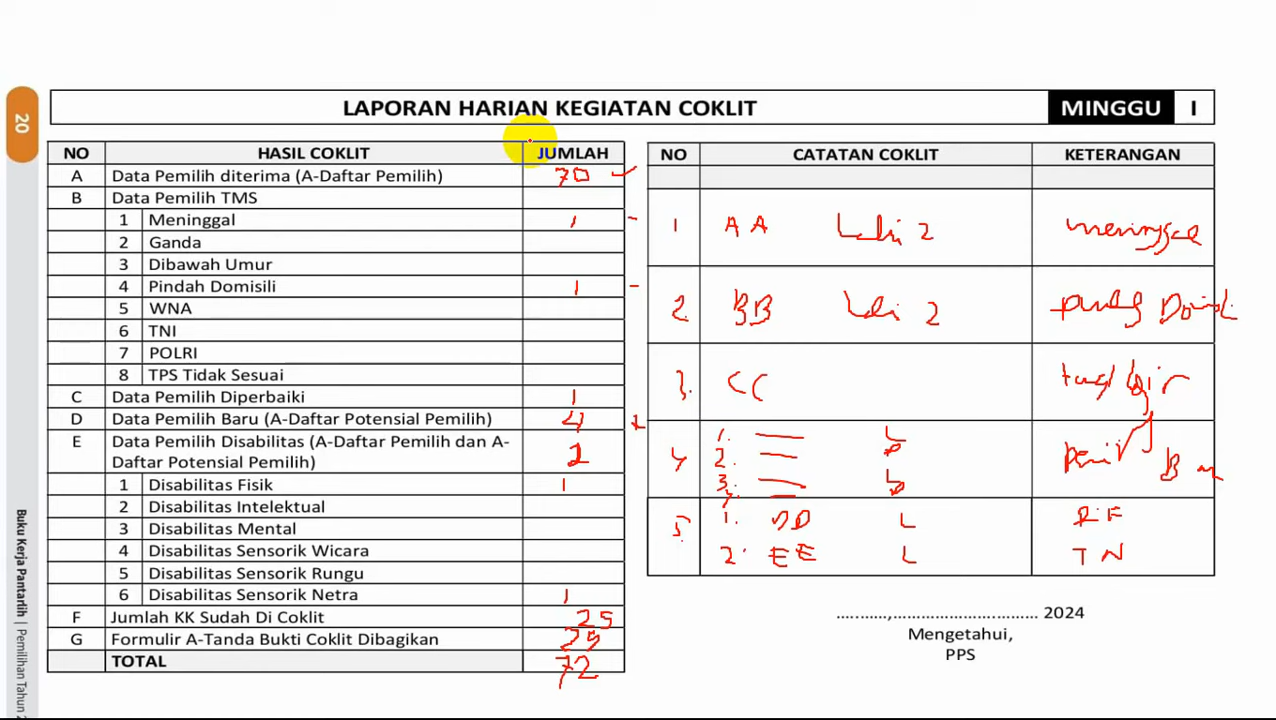 LAPORAN HARIAN KEGIATAN COKLIT MINGGU I
20
NO HASIL COKLIT JUMLAH
A Data Pemilih diterima (A-Daftar Pemilih) 70
B Data Pemilih TMS
1 Meninggal 1
2 Ganda
3 Dibawah Umur
4 Pindah Domisili 1
5 WNA
6 TNI
7 POLRI
8 TPS Tidak Sesuai
C Data Pemilih Diperbaiki 1
D Data Pemilih Baru (A-Daftar Potensial Pemilih) 4
E Data Pemilih Disabilitas (A-Daftar Pemilih dan A-
Daftar Potensial Pemilih) 2
1 Disabilitas Fisik 1
2 Disabilitas Intelektual
3 Disabilitas Mental
4 Disabilitas Sensorik Wicara
5 Disabilitas Sensorik Rungu
6 Disabilitas Sensorik Netra 1
F Jumlah KK Sudah Di Coklit 25
G Formulir A-Tanda Bukti Coklit Dibagikan 25
TOTAL 72
NO CATATAN COKLIT KETERANGAN
1 AA 2
2. BB 2
3. CC
4 1.
2.
3.
5. 1. DD L
2. EE L TN
..........,........................... 2024
Mengetahui,
PPS
Buku Kerja Pantarlih | Pemilihan Tahun 2